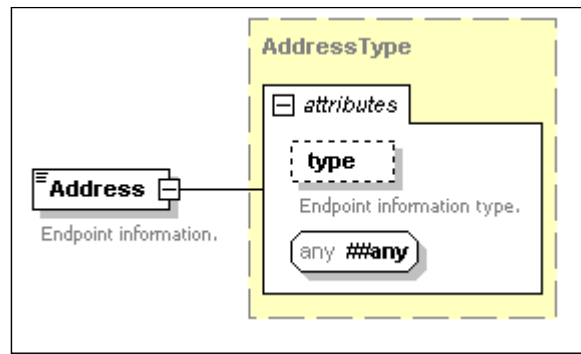 AddressType
attributes
type
Endpoint information type.
any ##any
Address
Endpoint information.